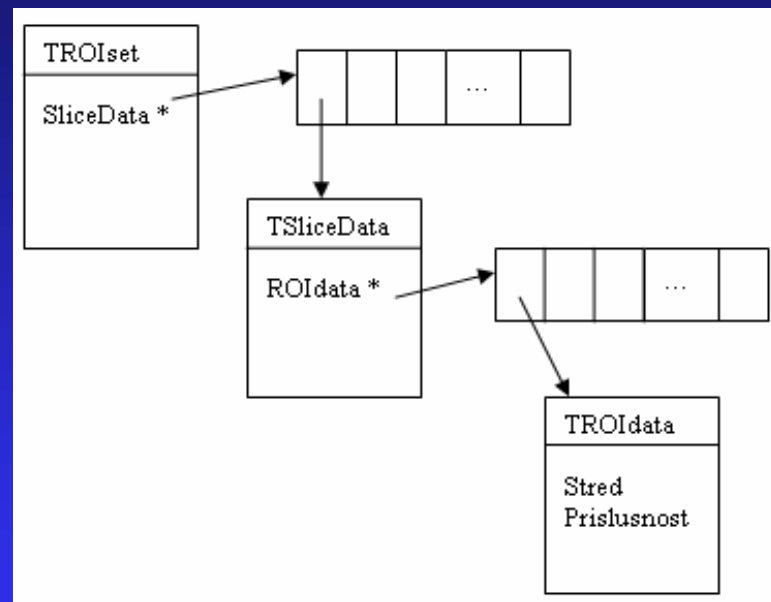 TROIset
SliceData *
...
TSliceData
ROIdata *
...
TROIdata
Stred
Prislusnost